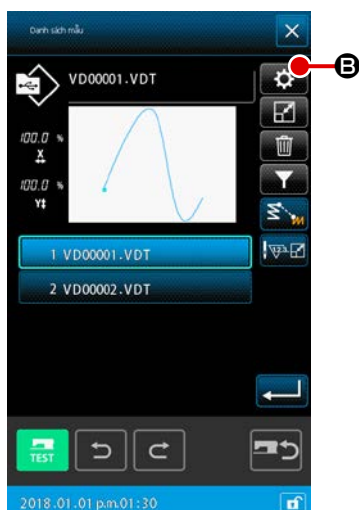 Danh sách mẫu
B
VD00001.VDT
100.0 %
X
100.0 %
Y
1 VD00001.VDT
2 VD00002.VDT
TEST
2018.01.01 p.m.01:30